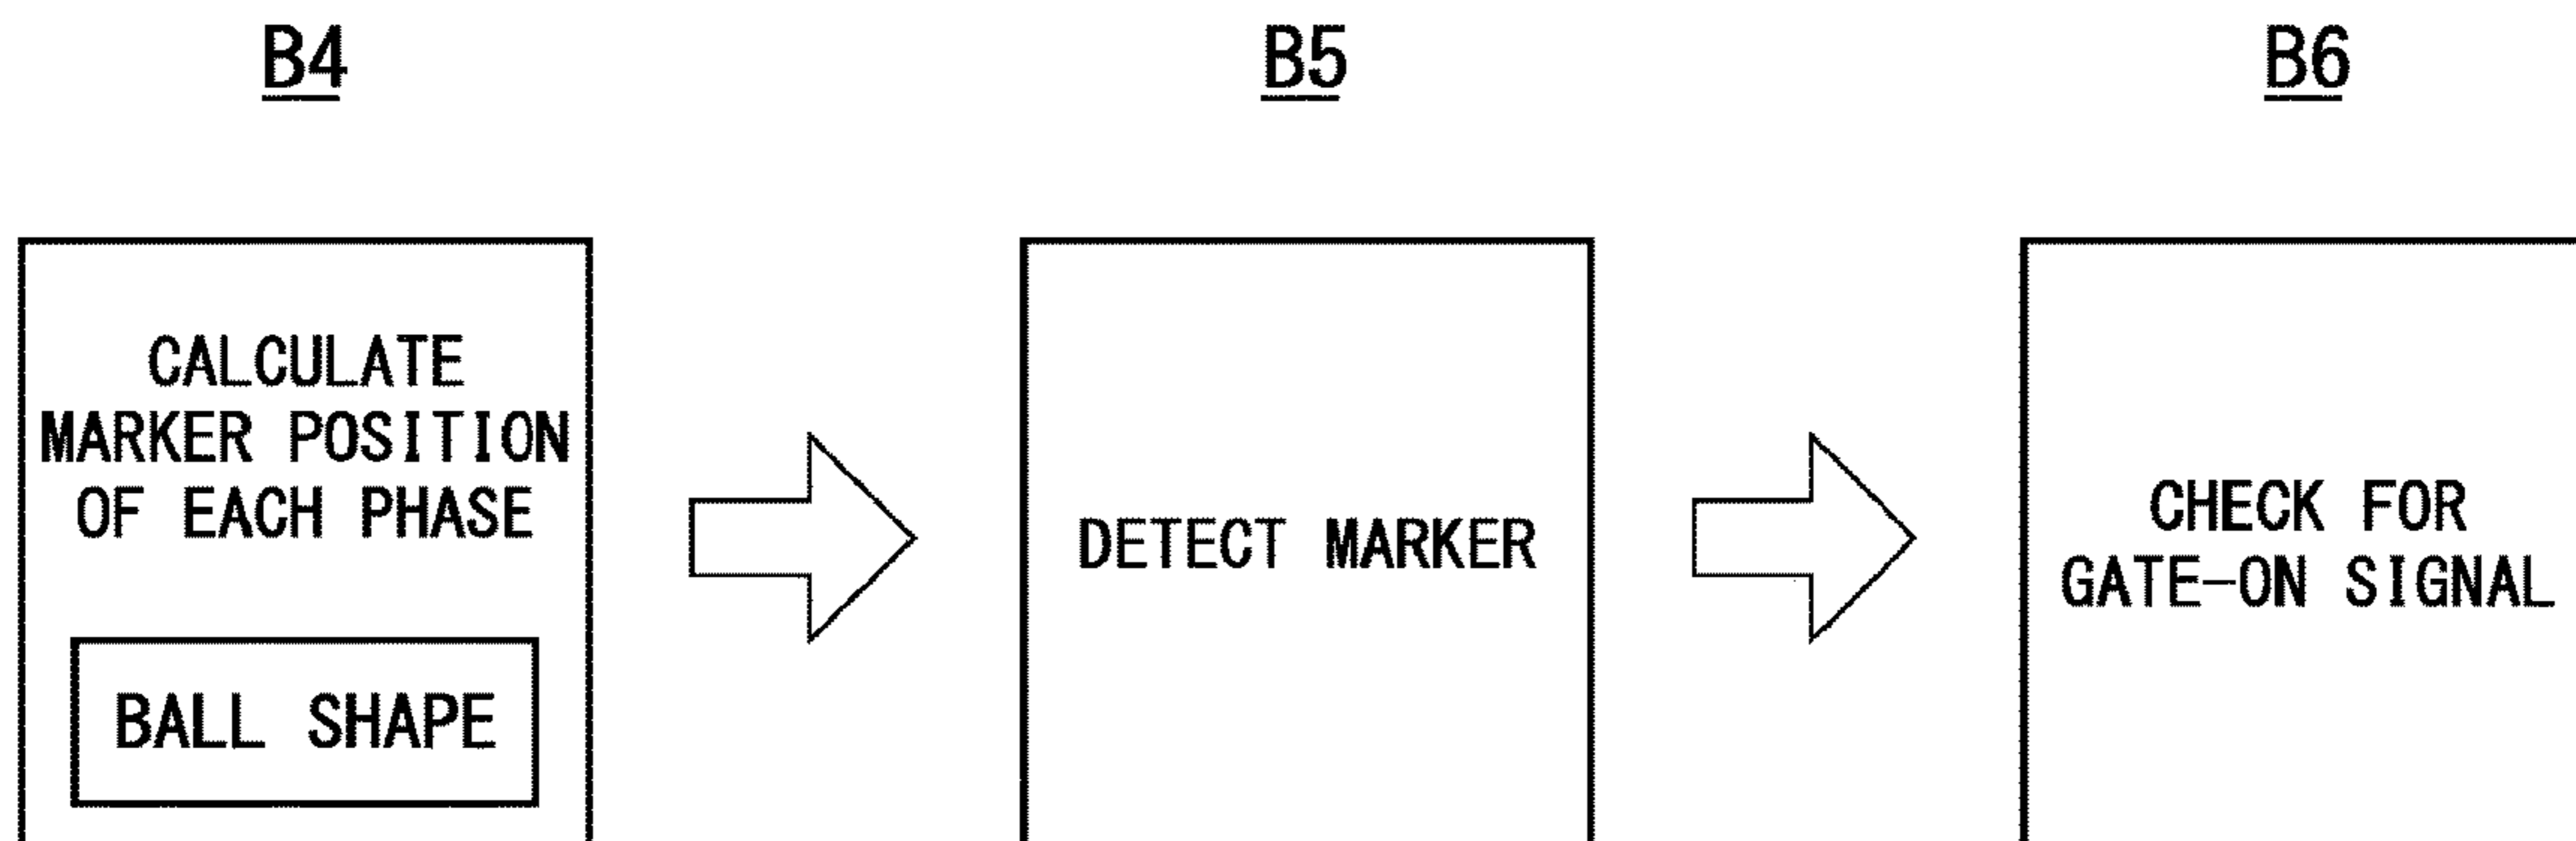 B4
B5
B6
CALCULATE
MARKER POSITION
OF EACH PHASE
BALL SHAPE
DETECT MARKER
CHECK FOR
GATE-ON SIGNAL